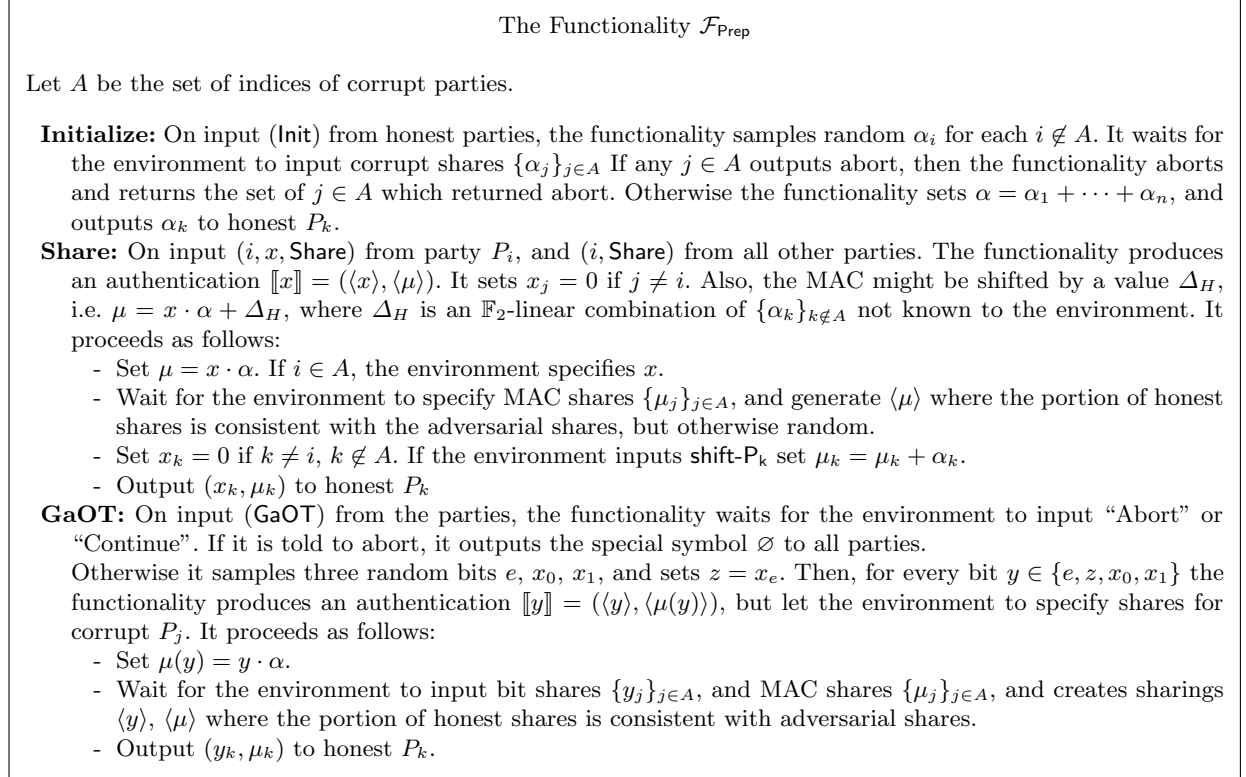 The Functionality 𝓕_Prep
Let A be the set of indices of corrupt parties.
Initialize: On input (Init) from honest parties, the functionality samples random α_i for each i ∉ A. It waits for
the environment to input corrupt shares {α_j}_{j∈A} If any j ∈ A outputs abort, then the functionality aborts
and returns the set of j ∈ A which returned abort. Otherwise the functionality sets α = α_1 + ⋯ + α_n, and
outputs α_k to honest P_k.
Share: On input (i, x, Share) from party P_i, and (i, Share) from all other parties. The functionality produces
an authentication ⟦x⟧ = (⟨x⟩, ⟨μ⟩). It sets x_j = 0 if j ≠ i. Also, the MAC might be shifted by a value Δ_H,
i.e. μ = x · α + Δ_H, where Δ_H is an 𝔽_2-linear combination of {α_k}_{k∉A} not known to the environment. It
proceeds as follows:
- Set μ = x · α. If i ∈ A, the environment specifies x.
- Wait for the environment to specify MAC shares {μ_j}_{j∈A}, and generate ⟨μ⟩ where the portion of honest
shares is consistent with the adversarial shares, but otherwise random.
- Set x_k = 0 if k ≠ i, k ∉ A. If the environment inputs shift-P_k set μ_k = μ_k + α_k.
- Output (x_k, μ_k) to honest P_k
GaOT: On input (GaOT) from the parties, the functionality waits for the environment to input “Abort” or
“Continue”. If it is told to abort, it outputs the special symbol ∅ to all parties.
Otherwise it samples three random bits e, x_0, x_1, and sets z = x_e. Then, for every bit y ∈ {e, z, x_0, x_1} the
functionality produces an authentication ⟦y⟧ = (⟨y⟩, ⟨μ(y)⟩), but let the environment to specify shares for
corrupt P_j. It proceeds as follows:
- Set μ(y) = y · α.
- Wait for the environment to input bit shares {y_j}_{j∈A}, and MAC shares {μ_j}_{j∈A}, and creates sharings
⟨y⟩, ⟨μ⟩ where the portion of honest shares is consistent with adversarial shares.
- Output (y_k, μ_k) to honest P_k.